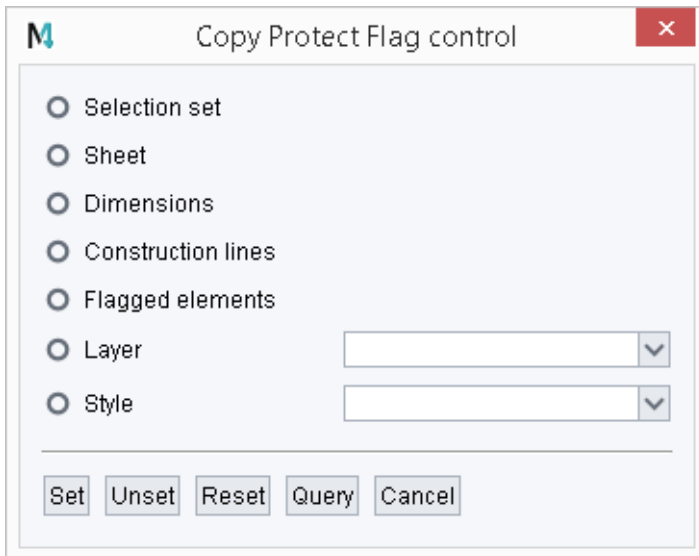 Copy Protect Flag control
Selection set
Sheet
Dimensions
Construction lines
Flagged elements
Layer
Style
Set Unset Reset Query Cancel